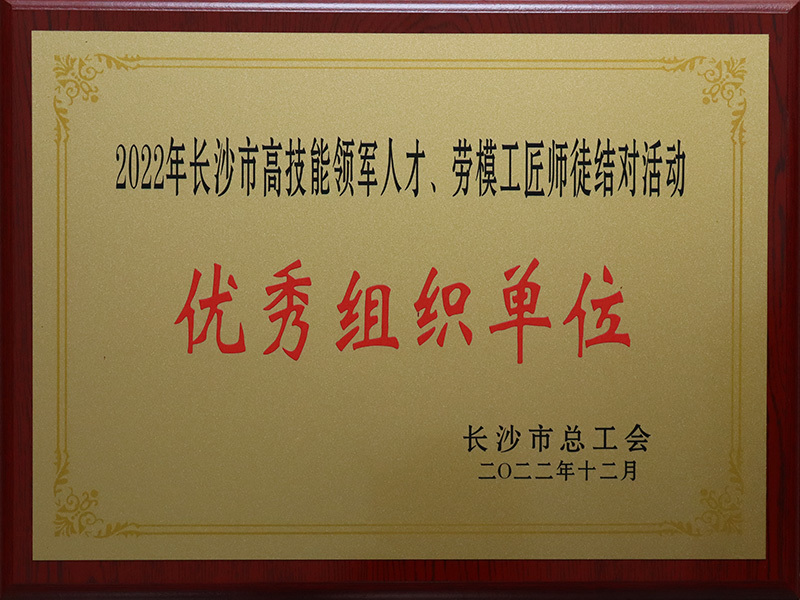 2022年长沙市高技能领军人才、劳模工匠师徒结对活动
优秀组织单位
长沙市总工会
二〇二二年十二月